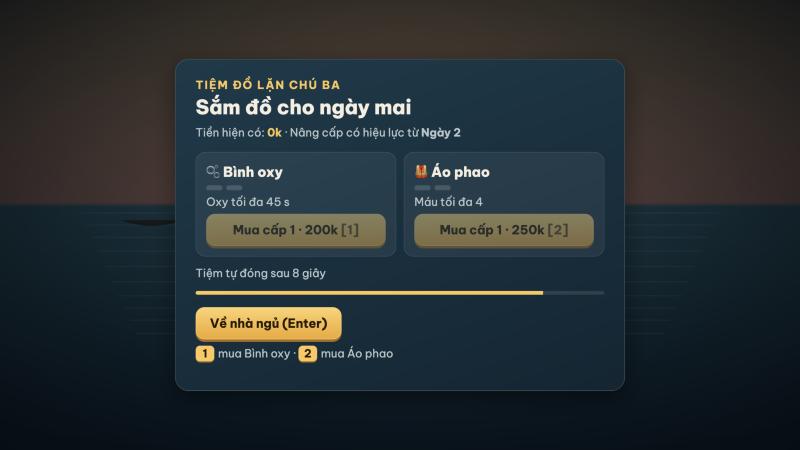 TIỆM ĐỒ LẶN CHÚ BA
Sắm đồ cho ngày mai
Tiền hiện có: 0k · Nâng cấp có hiệu lực từ Ngày 2
Bình oxy
Oxy tối đa 45 s
Mua cấp 1 · 200k [1]
Áo phao
Máu tối đa 4
Mua cấp 1 · 250k [2]
Tiệm tự đóng sau 8 giây
Về nhà ngủ (Enter)
1 mua Bình oxy · 2 mua Áo phao